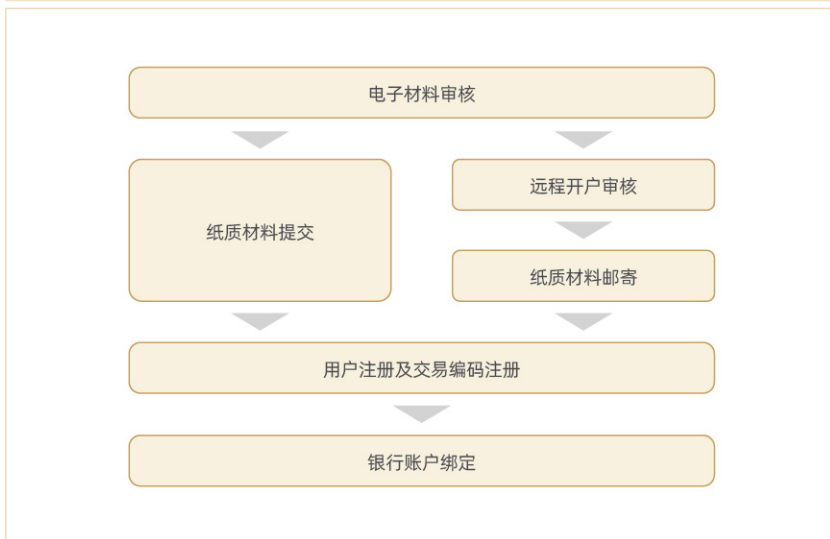 电子材料审核
纸质材料提交
远程开户审核
纸质材料邮寄
用户注册及交易编码注册
银行账户绑定